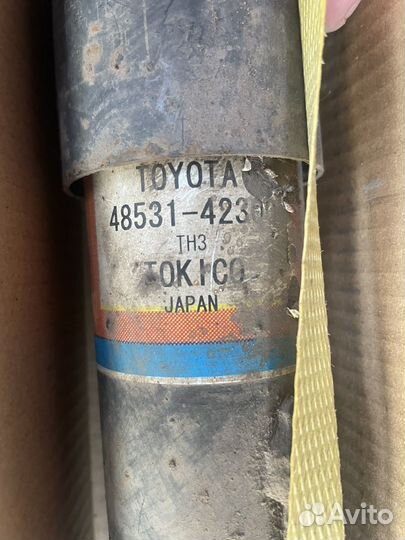 TOYOTA
48531-423
TH3
TOKICO
JAPAN
Avito